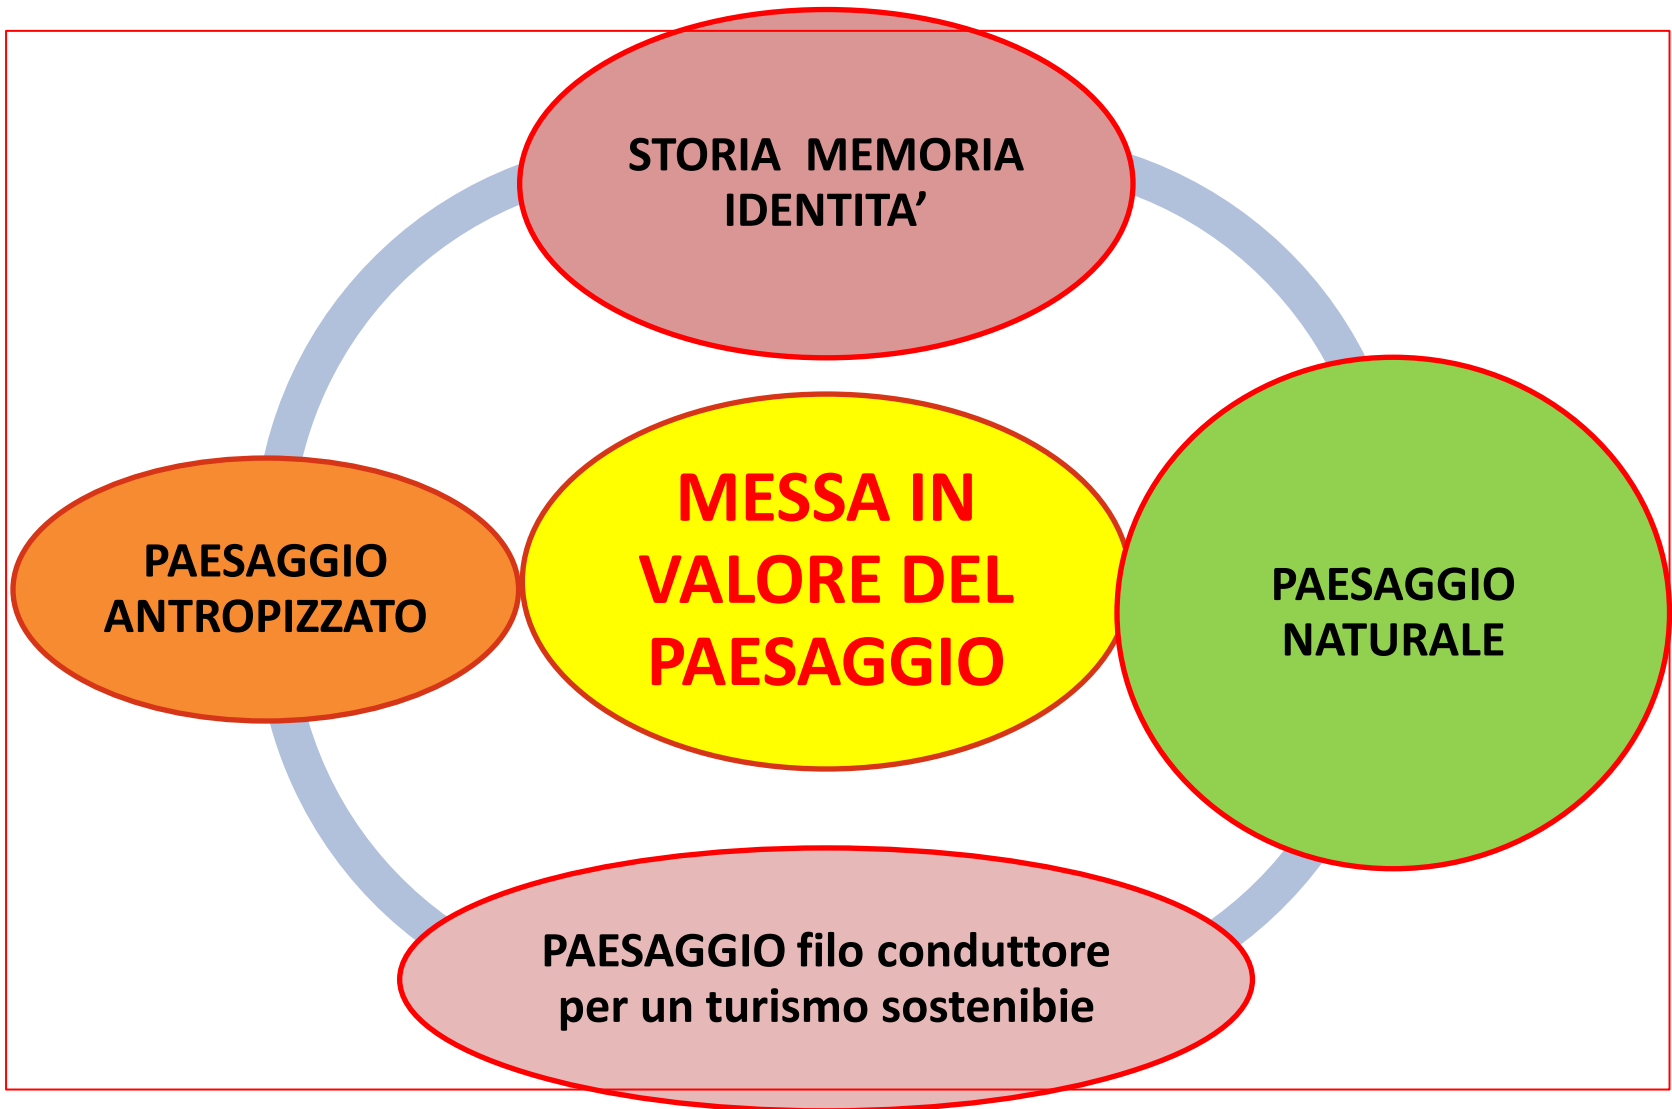 STORIA  MEMORIA
IDENTITA’
MESSA IN
VALORE DEL
PAESAGGIO
PAESAGGIO
ANTROPIZZATO
PAESAGGIO
NATURALE
PAESAGGIO filo conduttore
per un turismo sostenibie